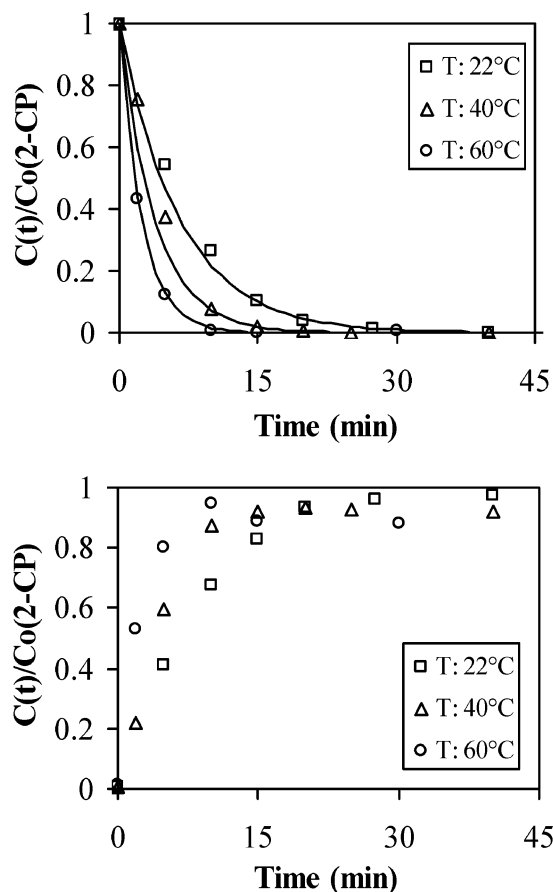 1
0.8
0.6
0.4
0.2
0
C(t)/Co(2-CP)
T: 22°C
T: 40°C
T: 60°C
0 15 30 45
Time (min)
1
0.8
0.6
0.4
0.2
0
C(t)/Co(2-CP)
T: 22°C
T: 40°C
T: 60°C
0 15 30 45
Time (min)